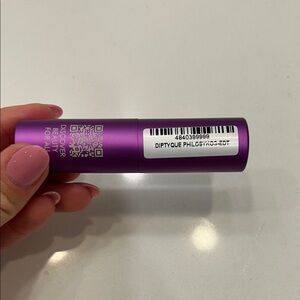 DISCOVER
BEAUTY
FOR ALL
4840399999
DIPTYQUE PHILOSYKOS-EDT